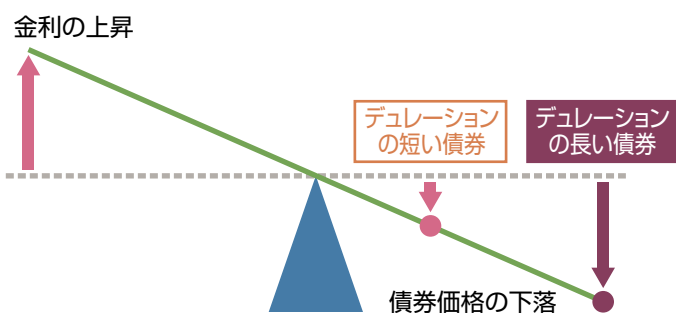 金利の上昇
デュレーション
の短い債券
デュレーション
の長い債券
債券価格の下落